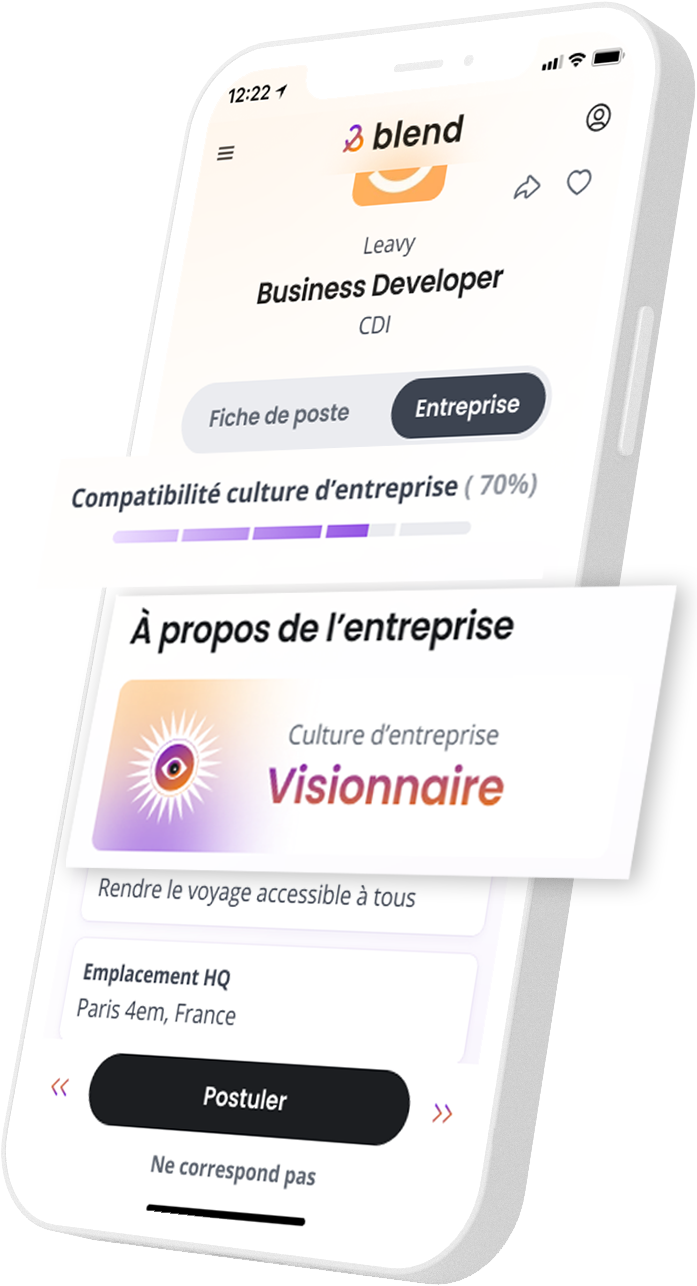 12:22
blend
Leavy
Business Developer
CDI
Fiche de poste
Entreprise
Compatibilité culture d’entreprise ( 70%)
À propos de l’entreprise
Culture d’entreprise
Visionnaire
Rendre le voyage accessible à tous
Emplacement HQ
Paris 4em, France
Postuler
Ne correspond pas